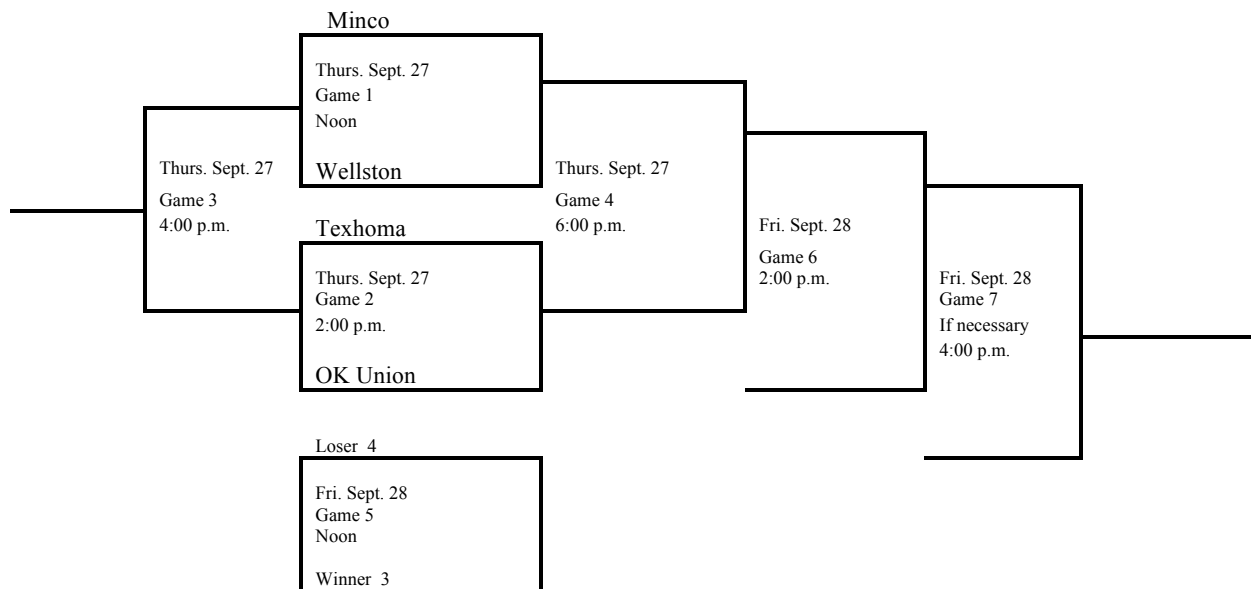 Minco
Thurs. Sept. 27
Game 1
Noon
Wellston
Thurs. Sept. 27
Game 3
4:00 p.m.
Thurs. Sept. 27
Game 4
6:00 p.m.
Texhoma
Thurs. Sept. 27
Game 2
2:00 p.m.
OK Union
Fri. Sept. 28
Game 6
2:00 p.m.
Fri. Sept. 28
Game 7
If necessary
4:00 p.m.
Loser 4
Fri. Sept. 28
Game 5
Noon
Winner 3